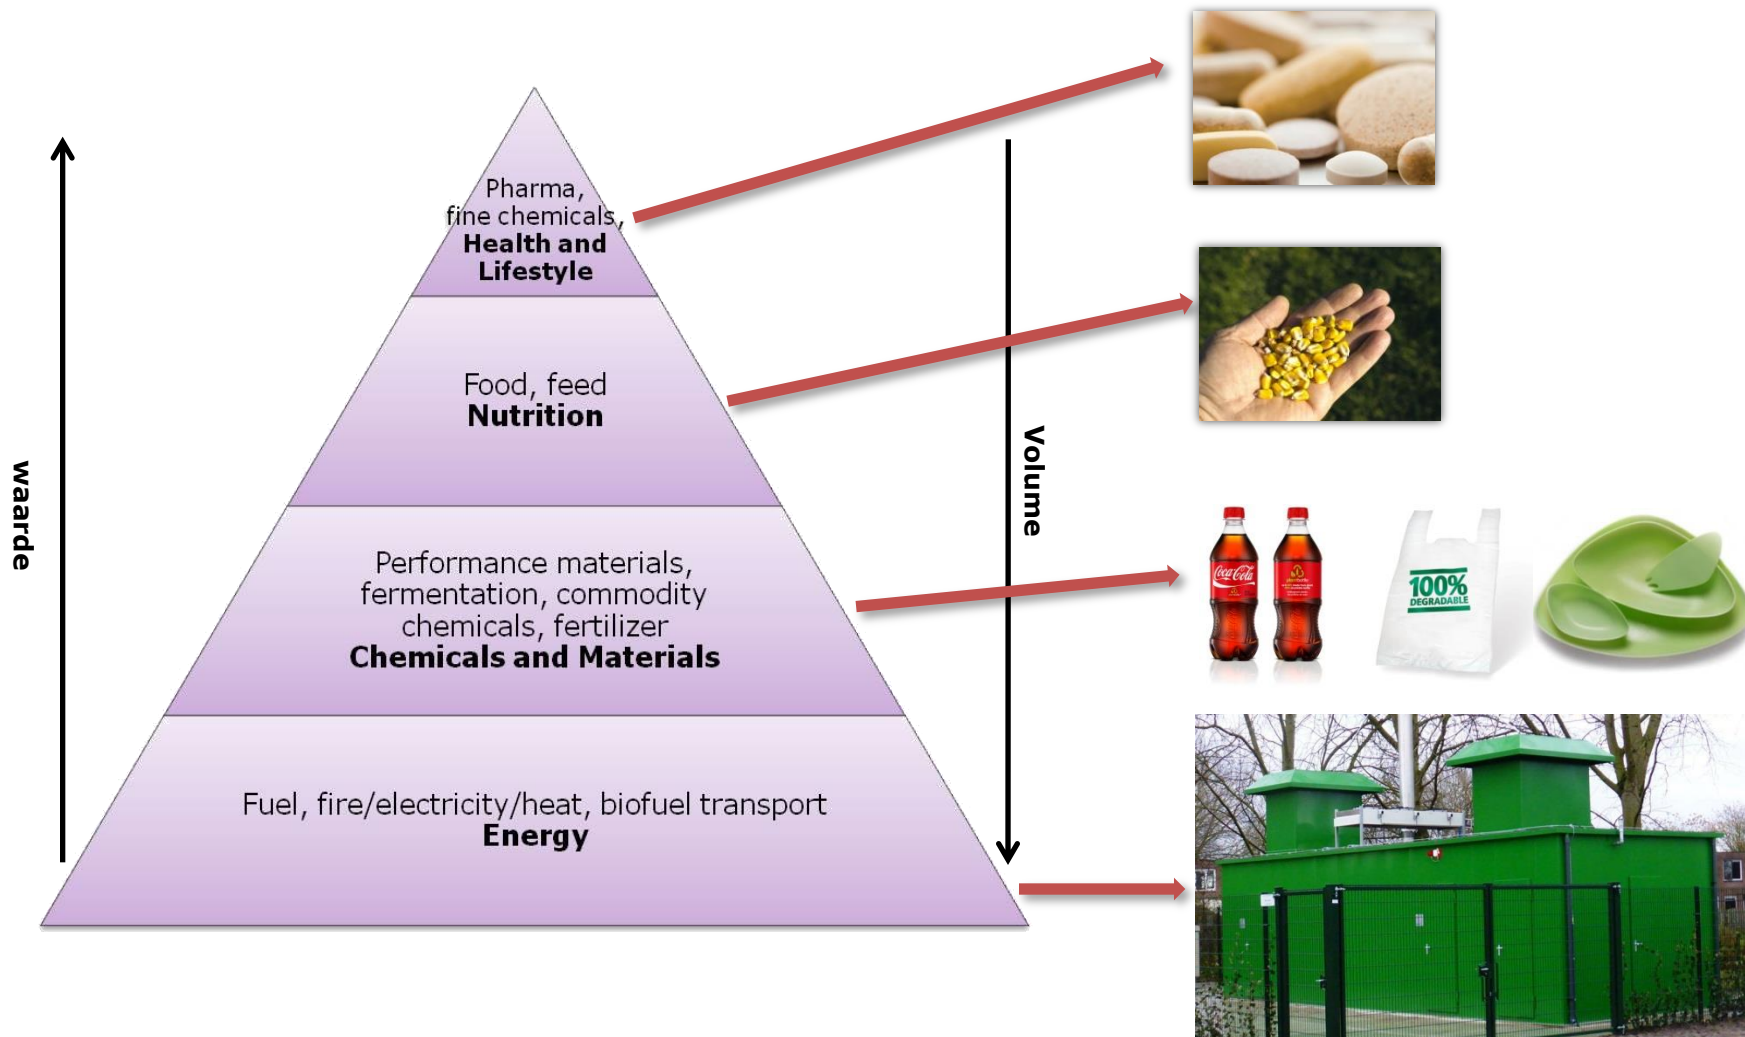 Pharma,
fine chemicals,
Health and
Lifestyle
Food, feed
Nutrition
Performance materials,
fermentation, commodity
chemicals, fertilizer
Chemicals and Materials
Fuel, fire/electricity/heat, biofuel transport
Energy
waarde
Volume
Coca-Cola
100%
DEGRADABLE